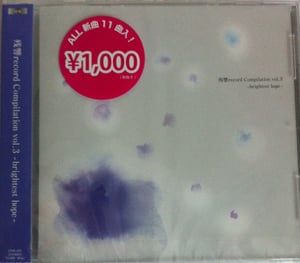 残響record Compilation vol.3 -brightest hope-
ALL 新曲 11 曲入!
¥1,000
残響record Compilation vol.3
-brightest hope-